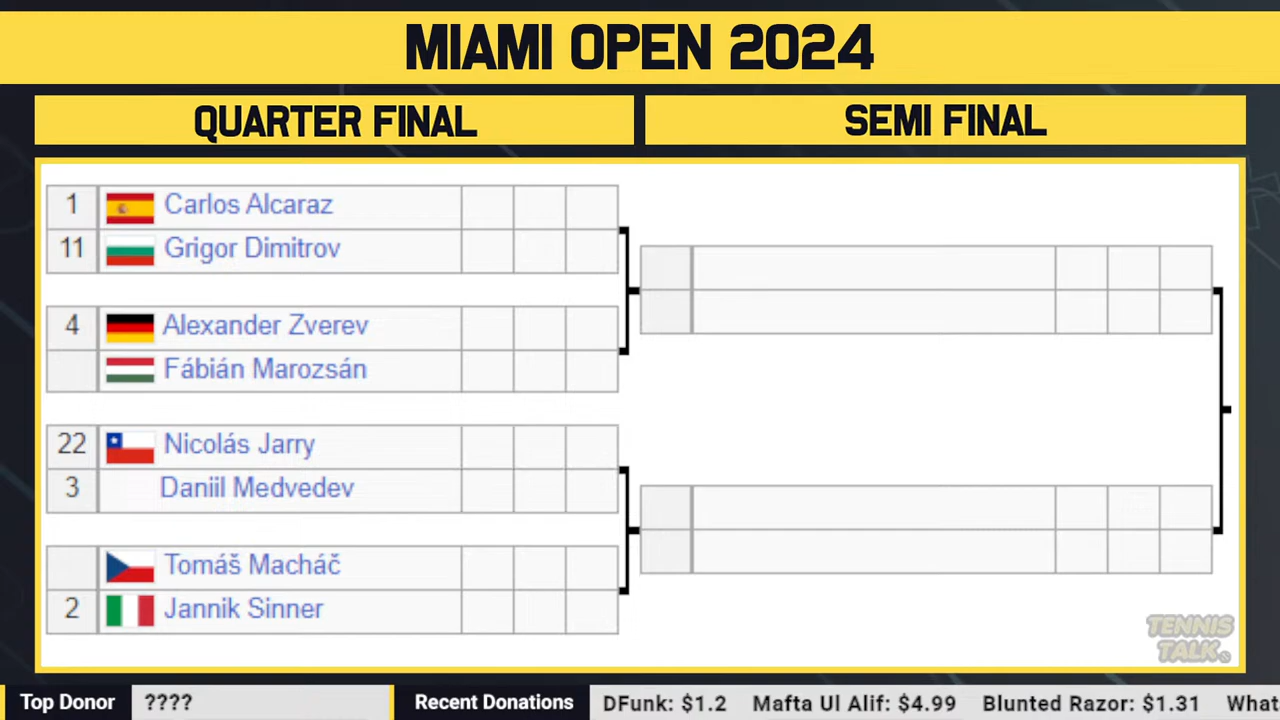 MIAMI OPEN 2024
QUARTER FINAL
SEMI FINAL
1 Carlos Alcaraz
11 Grigor Dimitrov
4 Alexander Zverev
Fábián Marozsán
22 Nicolás Jarry
3 Daniil Medvedev
Tomáš Macháč
2 Jannik Sinner
TENNIS
TALK
Top Donor ???? Recent Donations DFunk: $1.2 Mafta Ul Alif: $4.99 Blunted Razor: $1.31 What